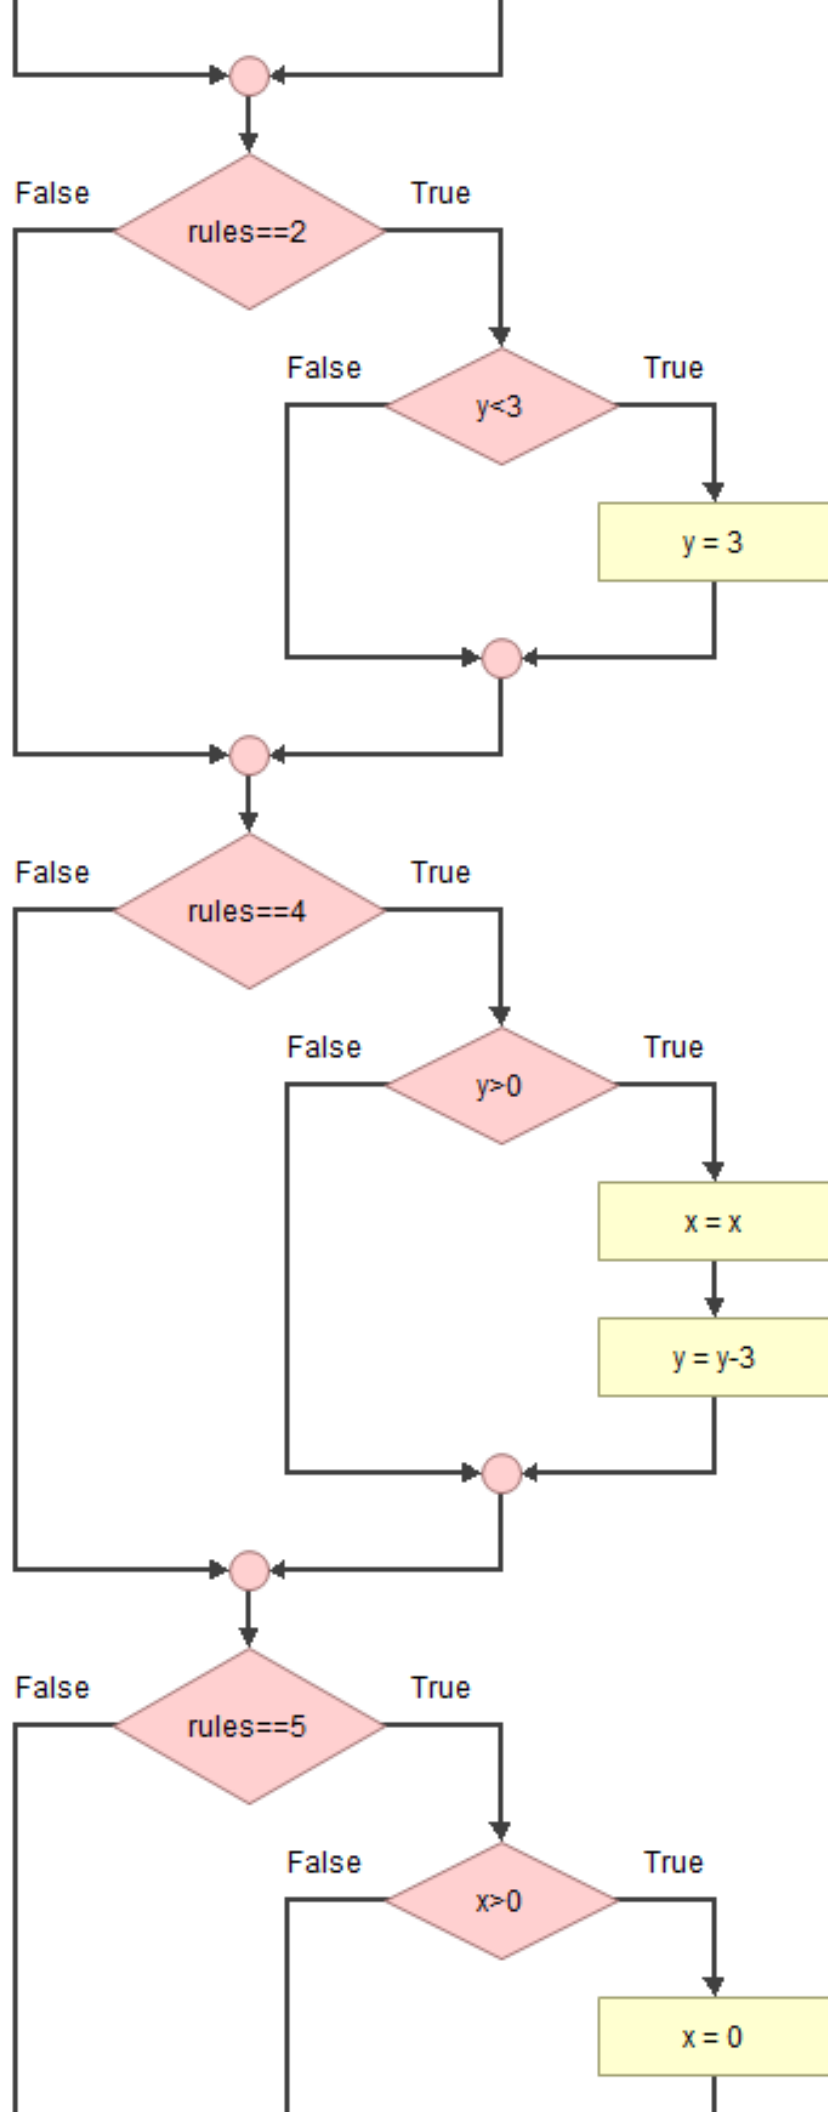 False
True
rules==2
False
True
y<3
y = 3
False
True
rules==4
False
True
y>0
x = x
y = y-3
False
True
rules==5
False
True
x>0
x = 0